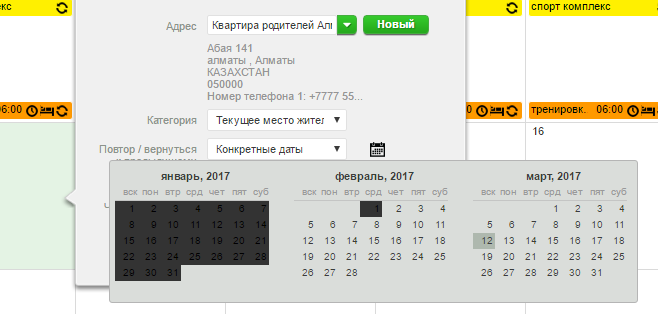 кс
спорт комплекс
Адрес
Квартира родителей Алм
Новый
Абая 141
алматы , Алматы
КАЗАХСТАН
050000
Номер телефона 1: +7777 55...
06:00
06:00
тренировк. 06:00
Категория
Текущее место жител
16
Повтор / вернуться
Конкретные даты
январь, 2017
февраль, 2017
март, 2017
вск пон втр срд чет пят суб
вск пон втр срд чет пят суб
вск пон втр срд чет пят суб
1 2 3 4 5 6 7
1 2 3 4
1 2 3 4
8 9 10 11 12 13 14
5 6 7 8 9 10 11
5 6 7 8 9 10 11
15 16 17 18 19 20 21
12 13 14 15 16 17 18
12 13 14 15 16 17 18
22 23 24 25 26 27 28
19 20 21 22 23 24 25
19 20 21 22 23 24 25
29 30 31
26 27 28
26 27 28 29 30 31